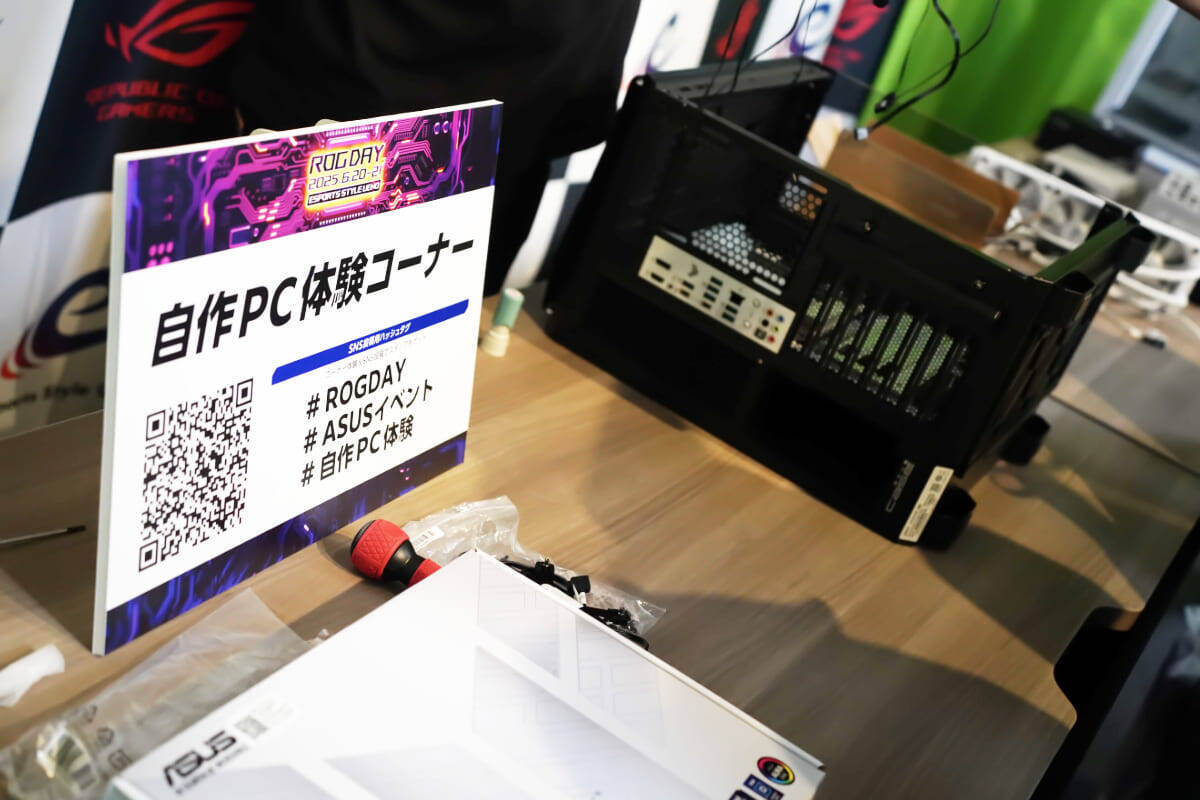 REPUBLIC OF
GAMERS
ROG DAY
2025.6.20-21
ESPORTS STYLE UENO
自作PC体験コーナー
SNS投稿用ハッシュタグ
#ROGDAY
#ASUSイベント
#自作PC体験
ASUS